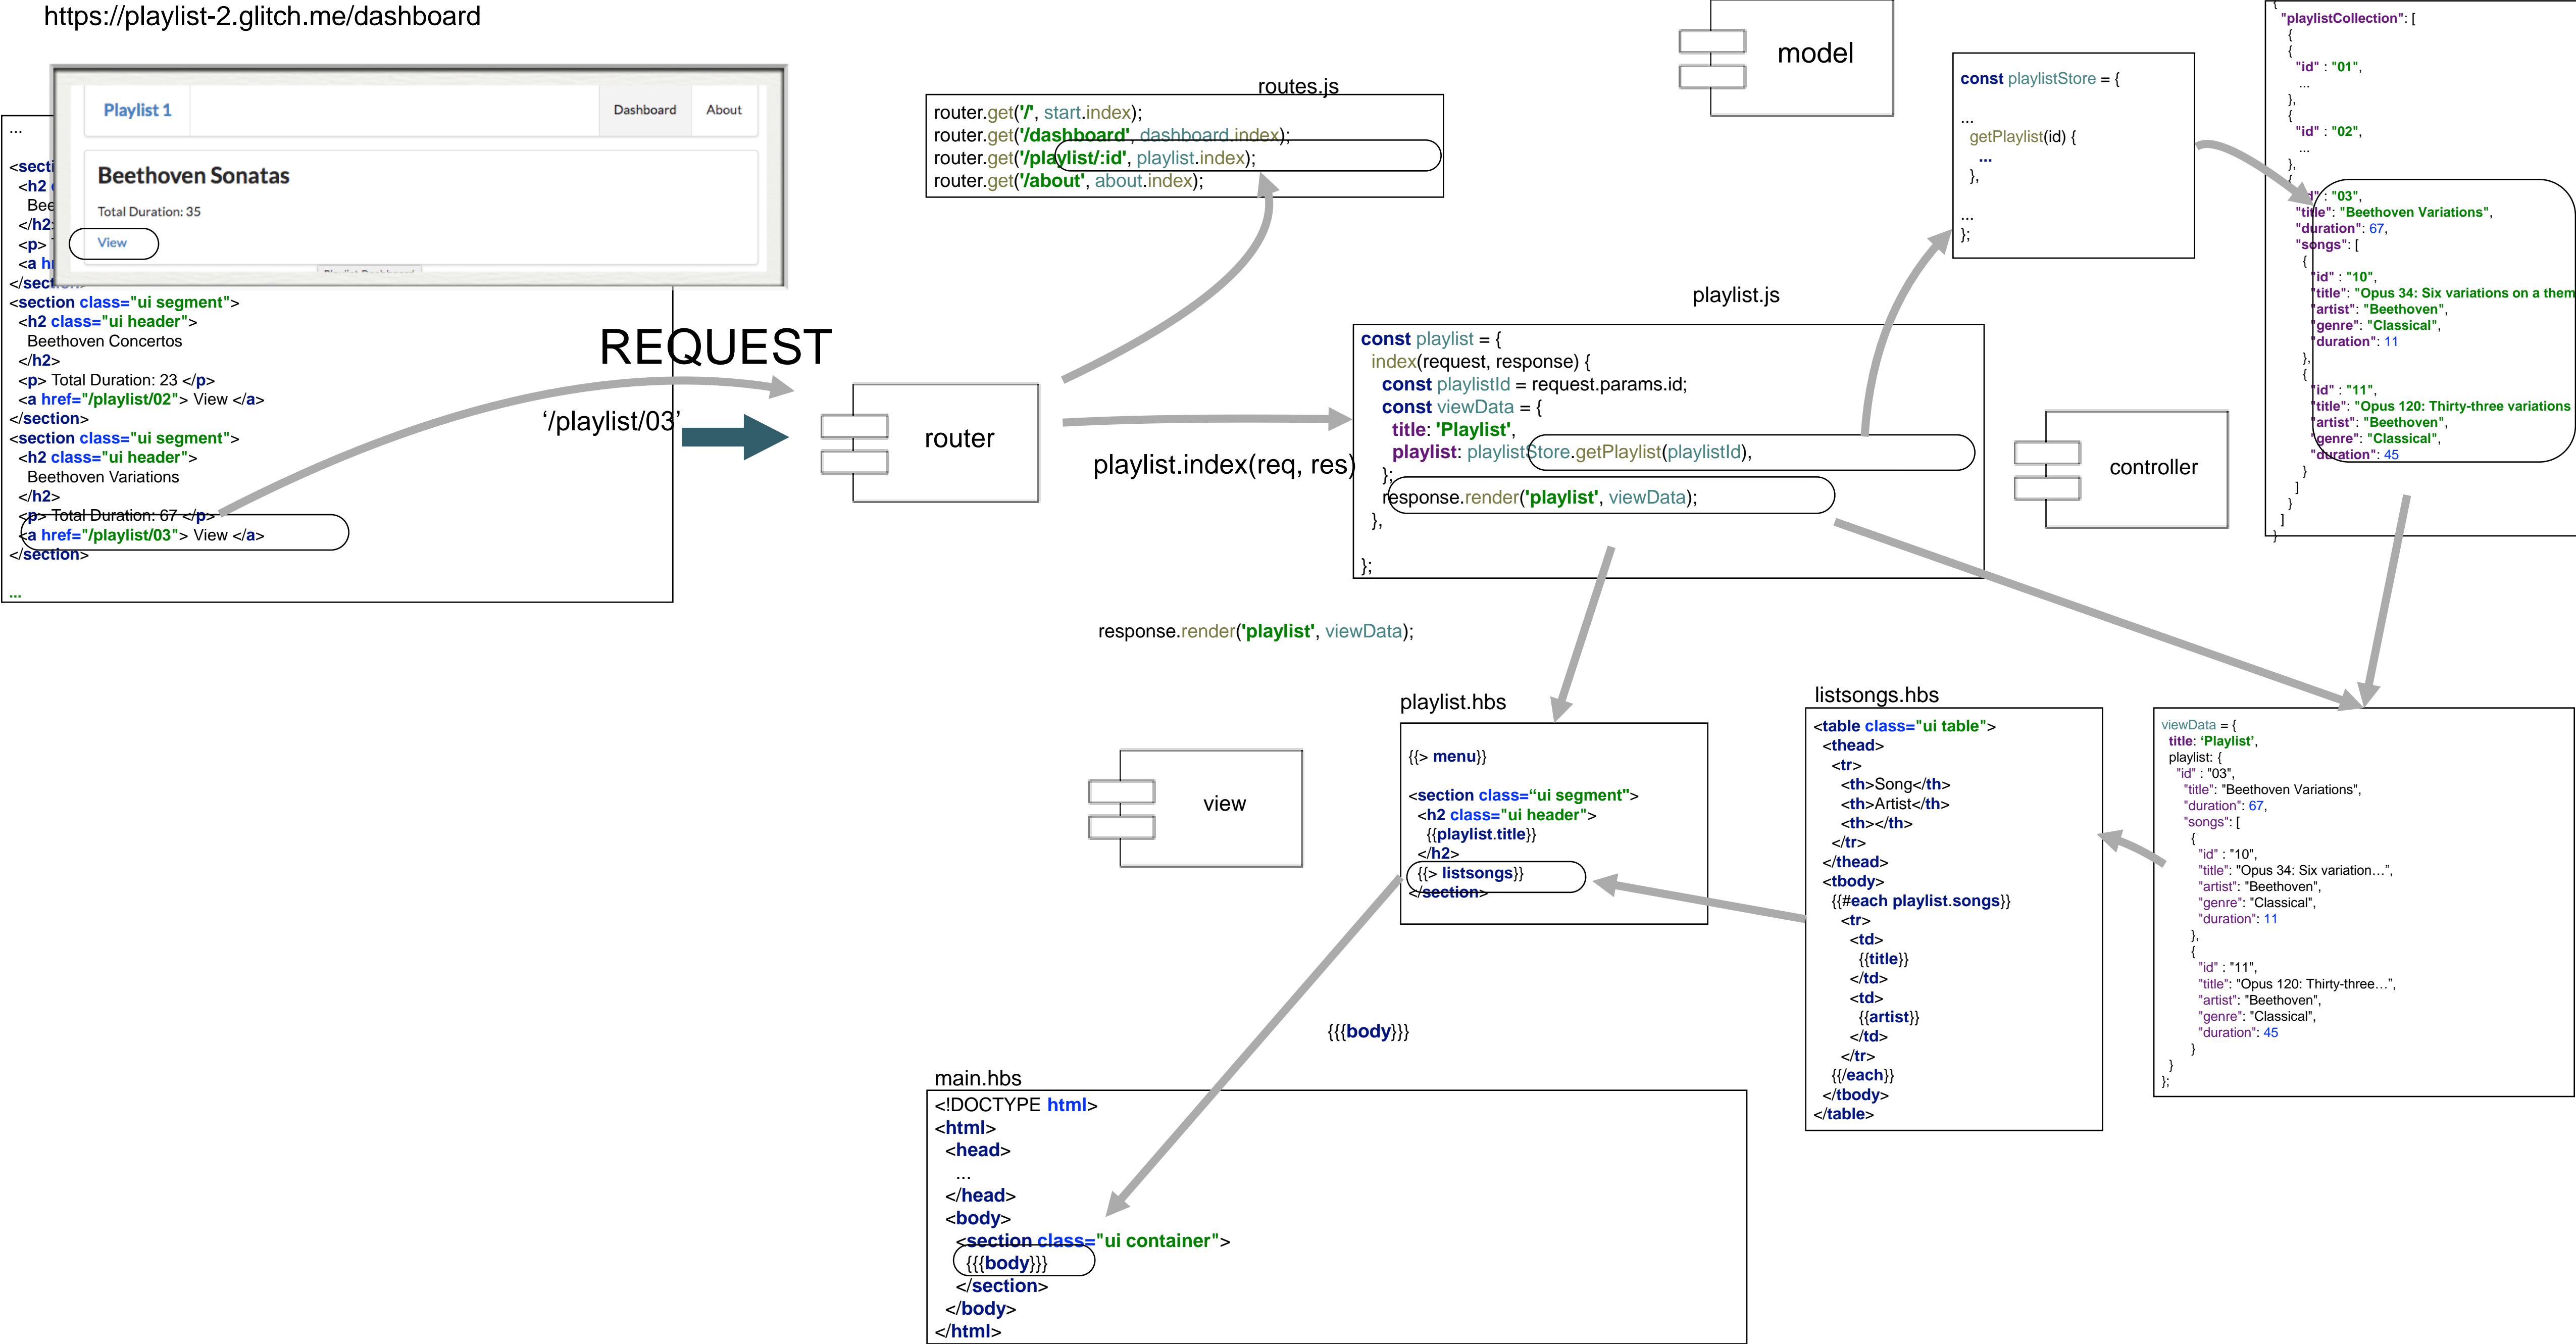 https://playlist-2.glitch.me/dashboard
Playlist 1
Dashboard
About
Beethoven Sonatas
Total Duration: 35
View
...
<secti
<h2
Bee
</h2>
<p>
<a h
</section>
<section class="ui segment">
<h2 class="ui header">
Beethoven Concertos
</h2>
<p> Total Duration: 23 </p>
<a href="/playlist/02"> View </a>
</section>
<section class="ui segment">
<h2 class="ui header">
Beethoven Variations
</h2>
<p> Total Duration: 67 </p>
<a href="/playlist/03"> View </a>
</section>
...
REQUEST
‘/playlist/03’
router
routes.js
router.get('/', start.index);
router.get('/dashboard', dashboard.index);
router.get('/playlist/:id', playlist.index);
router.get('/about', about.index);
playlist.index(req, res)
model
playlist.js
const playlist = {
index(request, response) {
const playlistId = request.params.id;
const viewData = {
title: 'Playlist',
playlist: playlistStore.getPlaylist(playlistId),
};
response.render('playlist', viewData);
},
};
const playlistStore = {
...
getPlaylist(id) {
...
},
...
};
controller
{
"playlistCollection": [
{
{
"id" : "01",
...
},
{
"id" : "02",
...
},
{
"id" : "03",
"title": "Beethoven Variations",
"duration": 67,
"songs": [
{
"id" : "10",
"title": "Opus 34: Six variations on a them
"artist": "Beethoven",
"genre": "Classical",
"duration": 11
},
{
"id" : "11",
"title": "Opus 120: Thirty-three variations
"artist": "Beethoven",
"genre": "Classical",
"duration": 45
}
]
}
]
}
response.render('playlist', viewData);
view
playlist.hbs
{{> menu}}
<section class=“ui segment">
<h2 class="ui header">
{{playlist.title}}
</h2>
{{> listsongs}}
</section>
listsongs.hbs
<table class="ui table">
<thead>
<tr>
<th>Song</th>
<th>Artist</th>
<th></th>
</tr>
</thead>
<tbody>
{{#each playlist.songs}}
<tr>
<td>
{{title}}
</td>
<td>
{{artist}}
</td>
</tr>
{{/each}}
</tbody>
</table>
viewData = {
title: ‘Playlist’,
playlist: {
"id" : "03",
"title": "Beethoven Variations",
"duration": 67,
"songs": [
{
"id" : "10",
"title": "Opus 34: Six variation…”,
"artist": "Beethoven",
"genre": "Classical",
"duration": 11
},
{
"id" : "11",
"title": "Opus 120: Thirty-three…”,
"artist": "Beethoven",
"genre": "Classical",
"duration": 45
}
}
};
{{{body}}}
main.hbs
<!DOCTYPE html>
<html>
<head>
...
</head>
<body>
<section class="ui container">
{{{body}}}
</section>
</body>
</html>